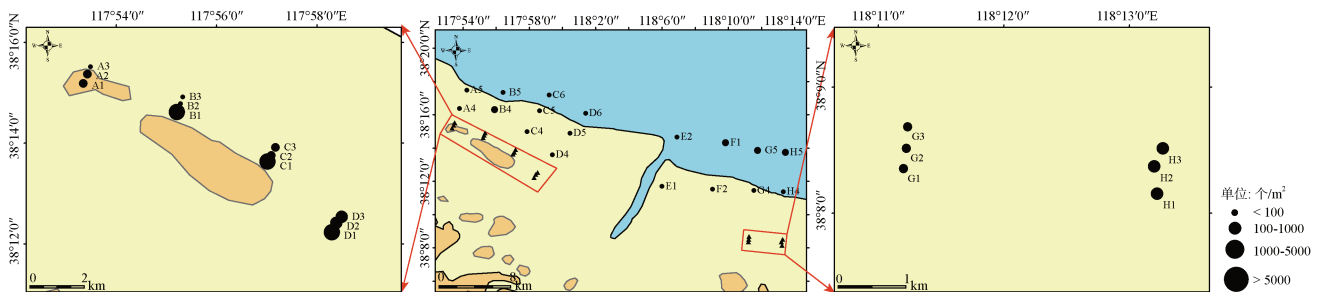 117°54′0″ 117°56′0″ 117°58′0″
38°16′0″N
38°14′0″
38°12′0″
N
W E
S
A3
A2
A1
B3
B2
B1
C3
C2
C1
D3
D2
D1
0 2
km
117°54′0″ 117°58′0″ 118°2′0″ 118°6′0″ 118°10′0″ 118°14′0″E
38°20′0″N
38°16′0″
38°12′0″
38°8′0″
N
W E
S
A5 B5 C6
A4 B4 C5 D6
C4 D5 E2 F1
D4 G5 H5
E1 F2 G4 H4
0 8
km
118°11′0″ 118°12′0″ 118°13′0″
38°9′0″N
38°8′0″
N
W E
S
G3
G2
G1
H3
H2
H1
0 1
km
单位: 个/m²
< 100
100-1000
1000-5000
> 5000